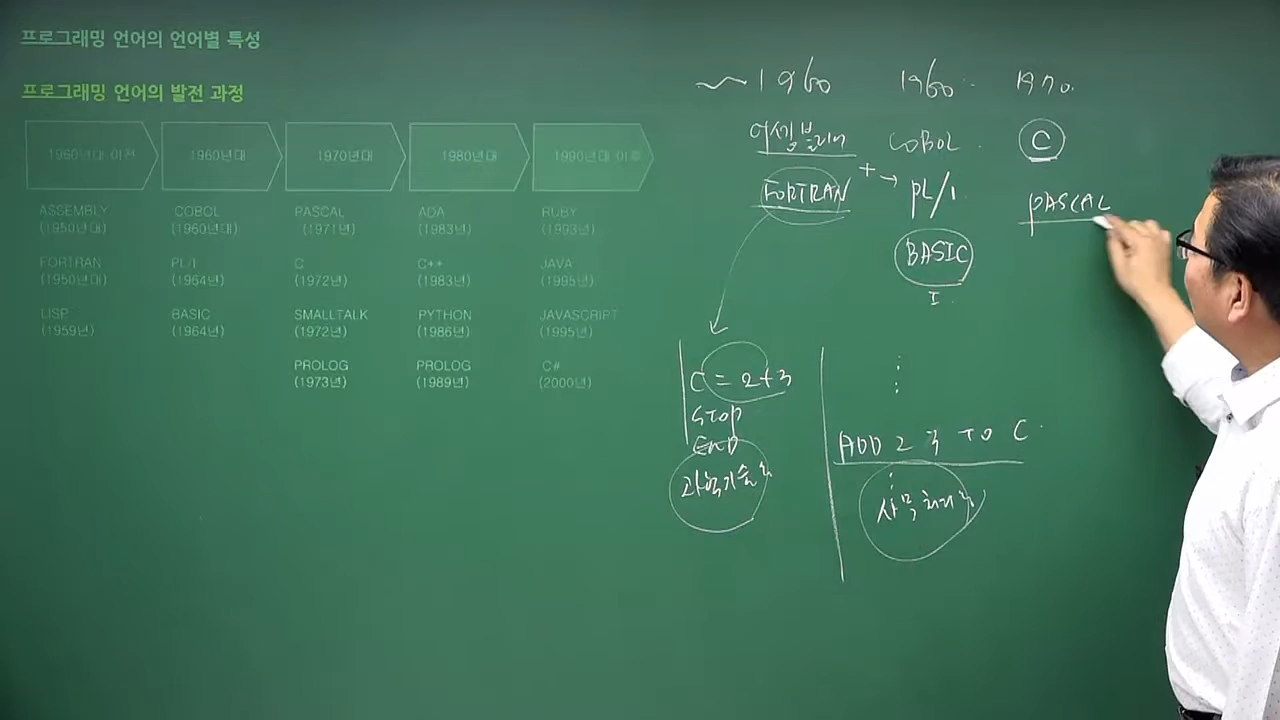 프로그래밍 언어의 언어별 특성
프로그래밍 언어의 발전 과정
1960년대 이전
1960년대
1970년대
1980년대
1990년대 이후
ASSEMBLY
(1950년대)
COBOL
(1960년대)
PASCAL
(1971년)
ADA
(1983년)
RUBY
(1993년)
FORTRAN
(1950년대)
PL/I
(1964년)
C
(1972년)
C++
(1983년)
JAVA
(1995년)
LISP
(1959년)
BASIC
(1964년)
SMALLTALK
(1972년)
PYTHON
(1986년)
JAVASCRIPT
(1995년)
PROLOG
(1973년)
PROLOG
(1989년)
C#
(2000년)
~1960
어셈블리어
FORTRAN
1960.
COBOL
+ → PL/1
BASIC
I
1970.
C
PASCAL
C = 2+3
STOP
END
과학기술용
ADD 2 3 TO C
사무처리용